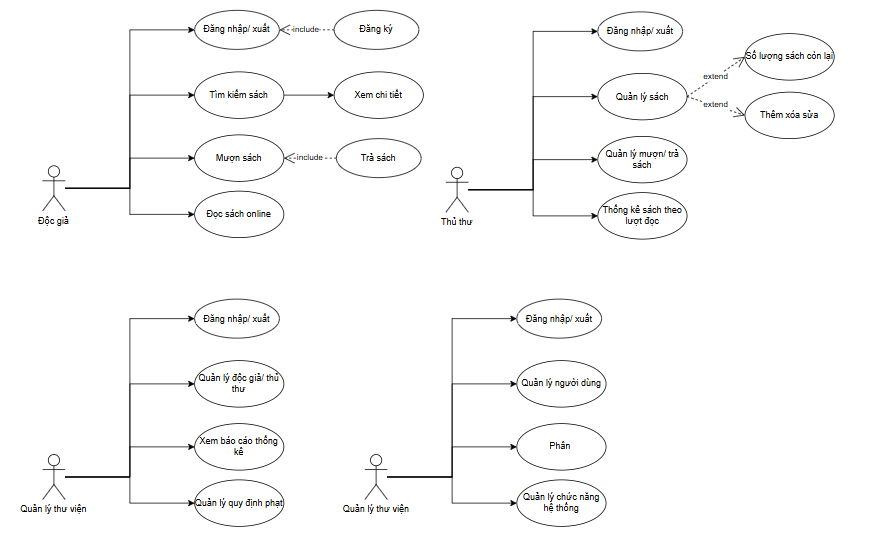 Đăng nhập/ xuất
include
Đăng ký
Tìm kiếm sách
Xem chi tiết
Mượn sách
include
Trả sách
Đọc sách online
Độc giả
Đăng nhập/ xuất
Số lượng sách còn lại
extend
Quản lý sách
extend
Thêm xóa sửa
Quản lý mượn/ trả
sách
Thống kê sách theo
lượt đọc
Thủ thư
Đăng nhập/ xuất
Quản lý độc giả/ thủ
thư
Xem báo cáo thống
kê
Quản lý quy định phạt
Quản lý thư viện
Đăng nhập/ xuất
Quản lý người dùng
Phân
Quản lý chức năng
hệ thống
Quản lý thư viện